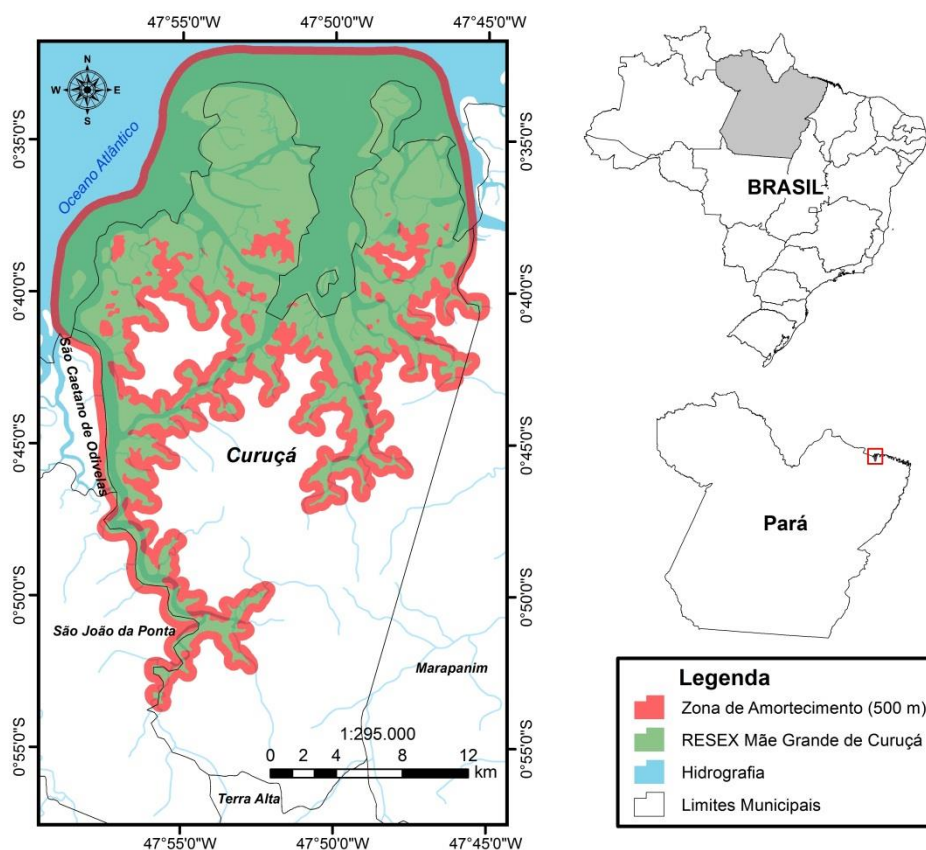 47°55'0"W
47°50'0"W
47°45'0"W
N
W
E
S
Oceano Atlântico
0°35'0"S
0°35'0"S
0°40'0"S
0°40'0"S
São Caetano de Odivelas
0°45'0"S
0°45'0"S
Curuçá
0°50'0"S
0°50'0"S
São João da Ponta
Marapanim
1:295.000
0°55'0"S
0°55'0"S
0 2 4 8 12
km
Terra Alta
47°55'0"W
47°50'0"W
47°45'0"W
BRASIL
Pará
Legenda
Zona de Amortecimento (500 m)
RESEX Mãe Grande de Curuçá
Hidrografia
Limites Municipais